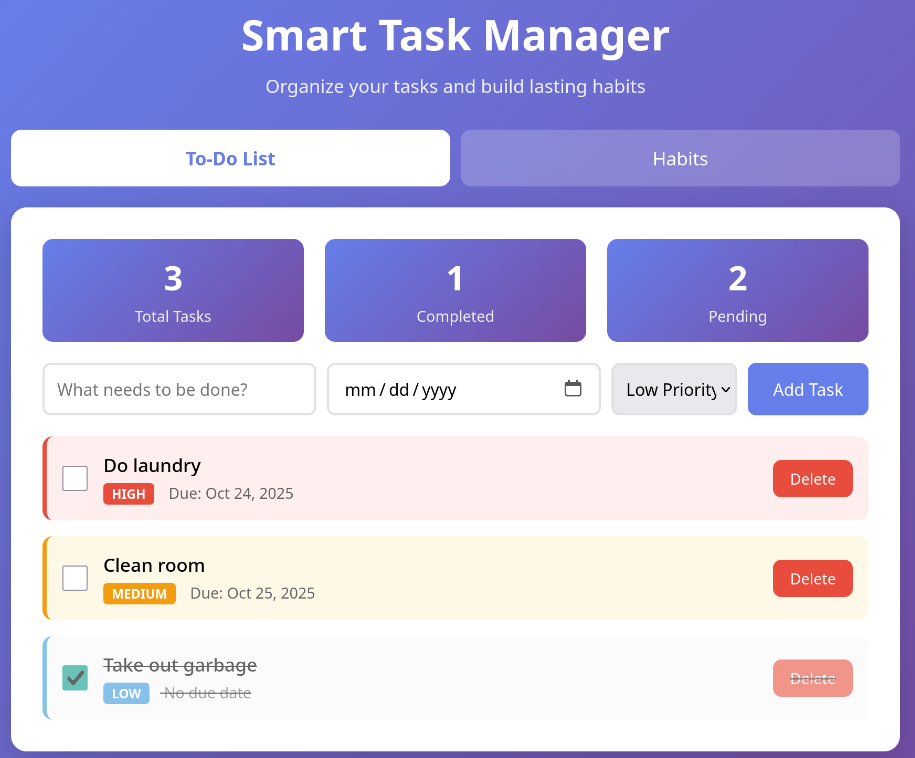 Smart Task Manager
Organize your tasks and build lasting habits
To-Do List
Habits
3
Total Tasks
1
Completed
2
Pending
What needs to be done?
mm / dd / yyyy
Low Priority
Add Task
Do laundry
HIGH Due: Oct 24, 2025
Delete
Clean room
MEDIUM Due: Oct 25, 2025
Delete
Take out garbage
LOW No due date
Delete